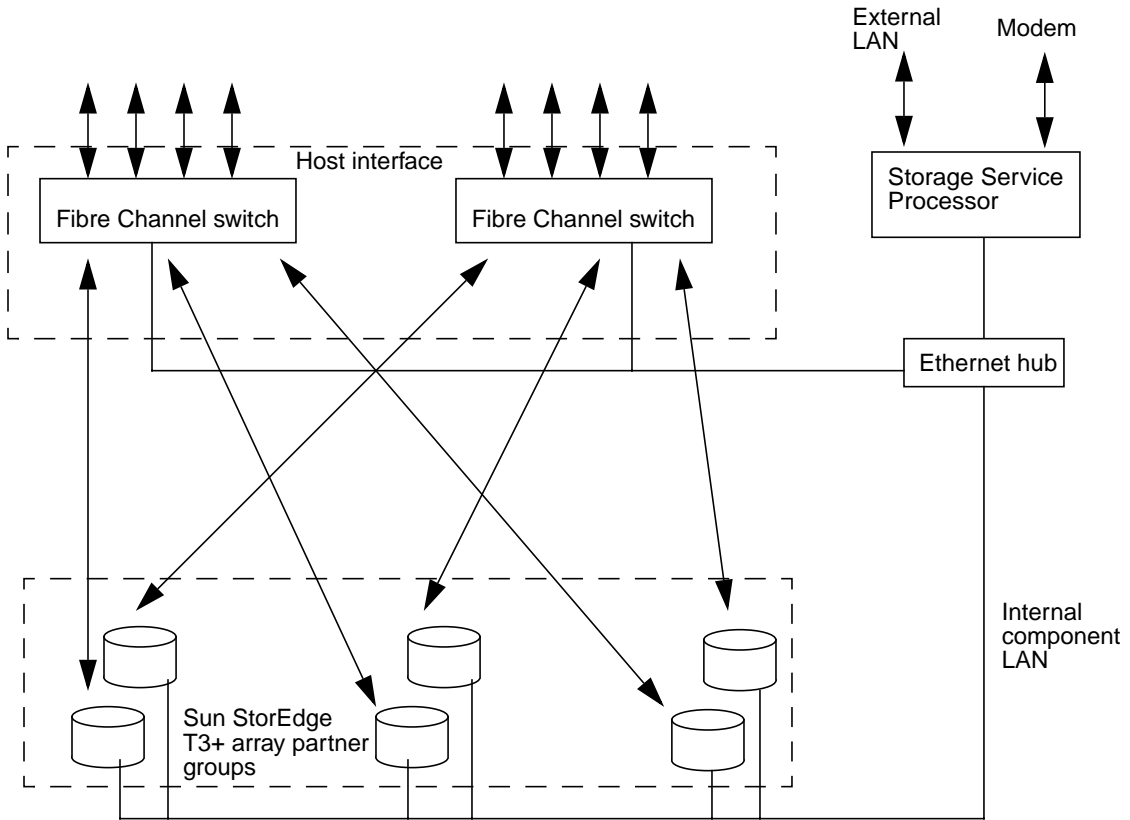 External
LAN
Modem
Host interface
Fibre Channel switch
Fibre Channel switch
Storage Service
Processor
Ethernet hub
Internal
component
LAN
Sun StorEdge
T3+ array partner
groups